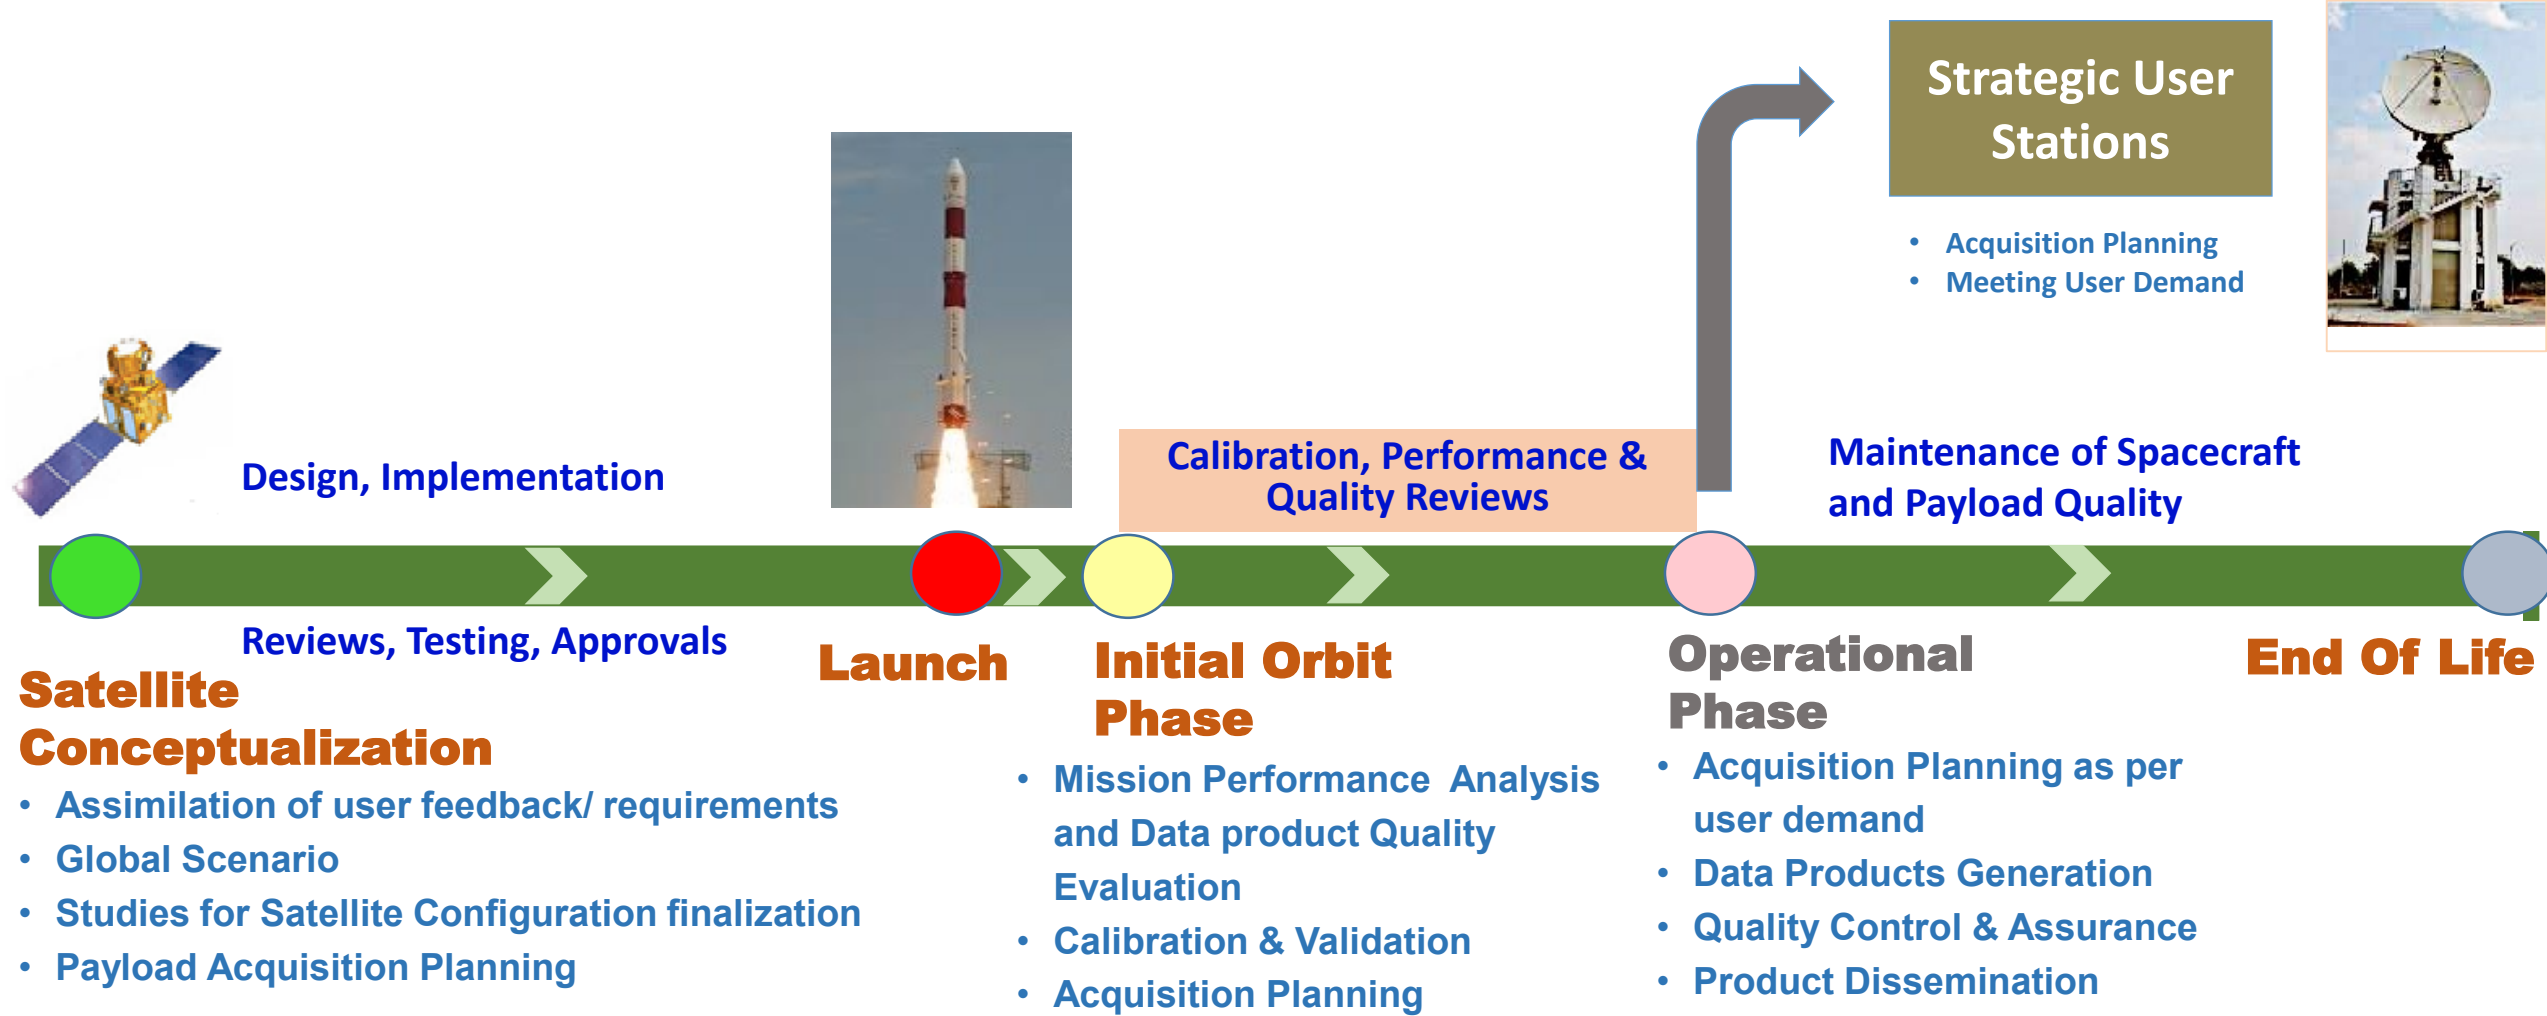 Strategic User
Stations
• Acquisition Planning
• Meeting User Demand
Design, Implementation
Calibration, Performance &
Quality Reviews
Maintenance of Spacecraft
and Payload Quality
Reviews, Testing, Approvals
Satellite
Conceptualization
• Assimilation of user feedback/ requirements
• Global Scenario
• Studies for Satellite Configuration finalization
• Payload Acquisition Planning
Launch
Initial Orbit
Phase
• Mission Performance  Analysis
and Data product Quality
Evaluation
• Calibration & Validation
• Acquisition Planning
Operational
Phase
• Acquisition Planning as per
user demand
• Data Products Generation
• Quality Control & Assurance
• Product Dissemination
End Of Life